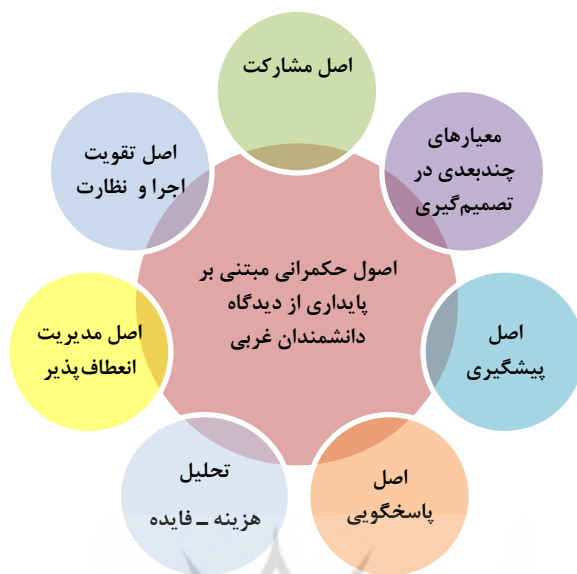 اصل مشارکت
معیارهای
چندبعدی در
تصمیم‌گیری
اصل تقویت
اجرا و نظارت
اصول حکمرانی مبتنی بر
پایداری از دیدگاه
دانشمندان غربی
اصل
پیشگیری
اصل مدیریت
انعطاف‌پذیر
اصل
پاسخگویی
تحلیل
هزینه ـ فایده